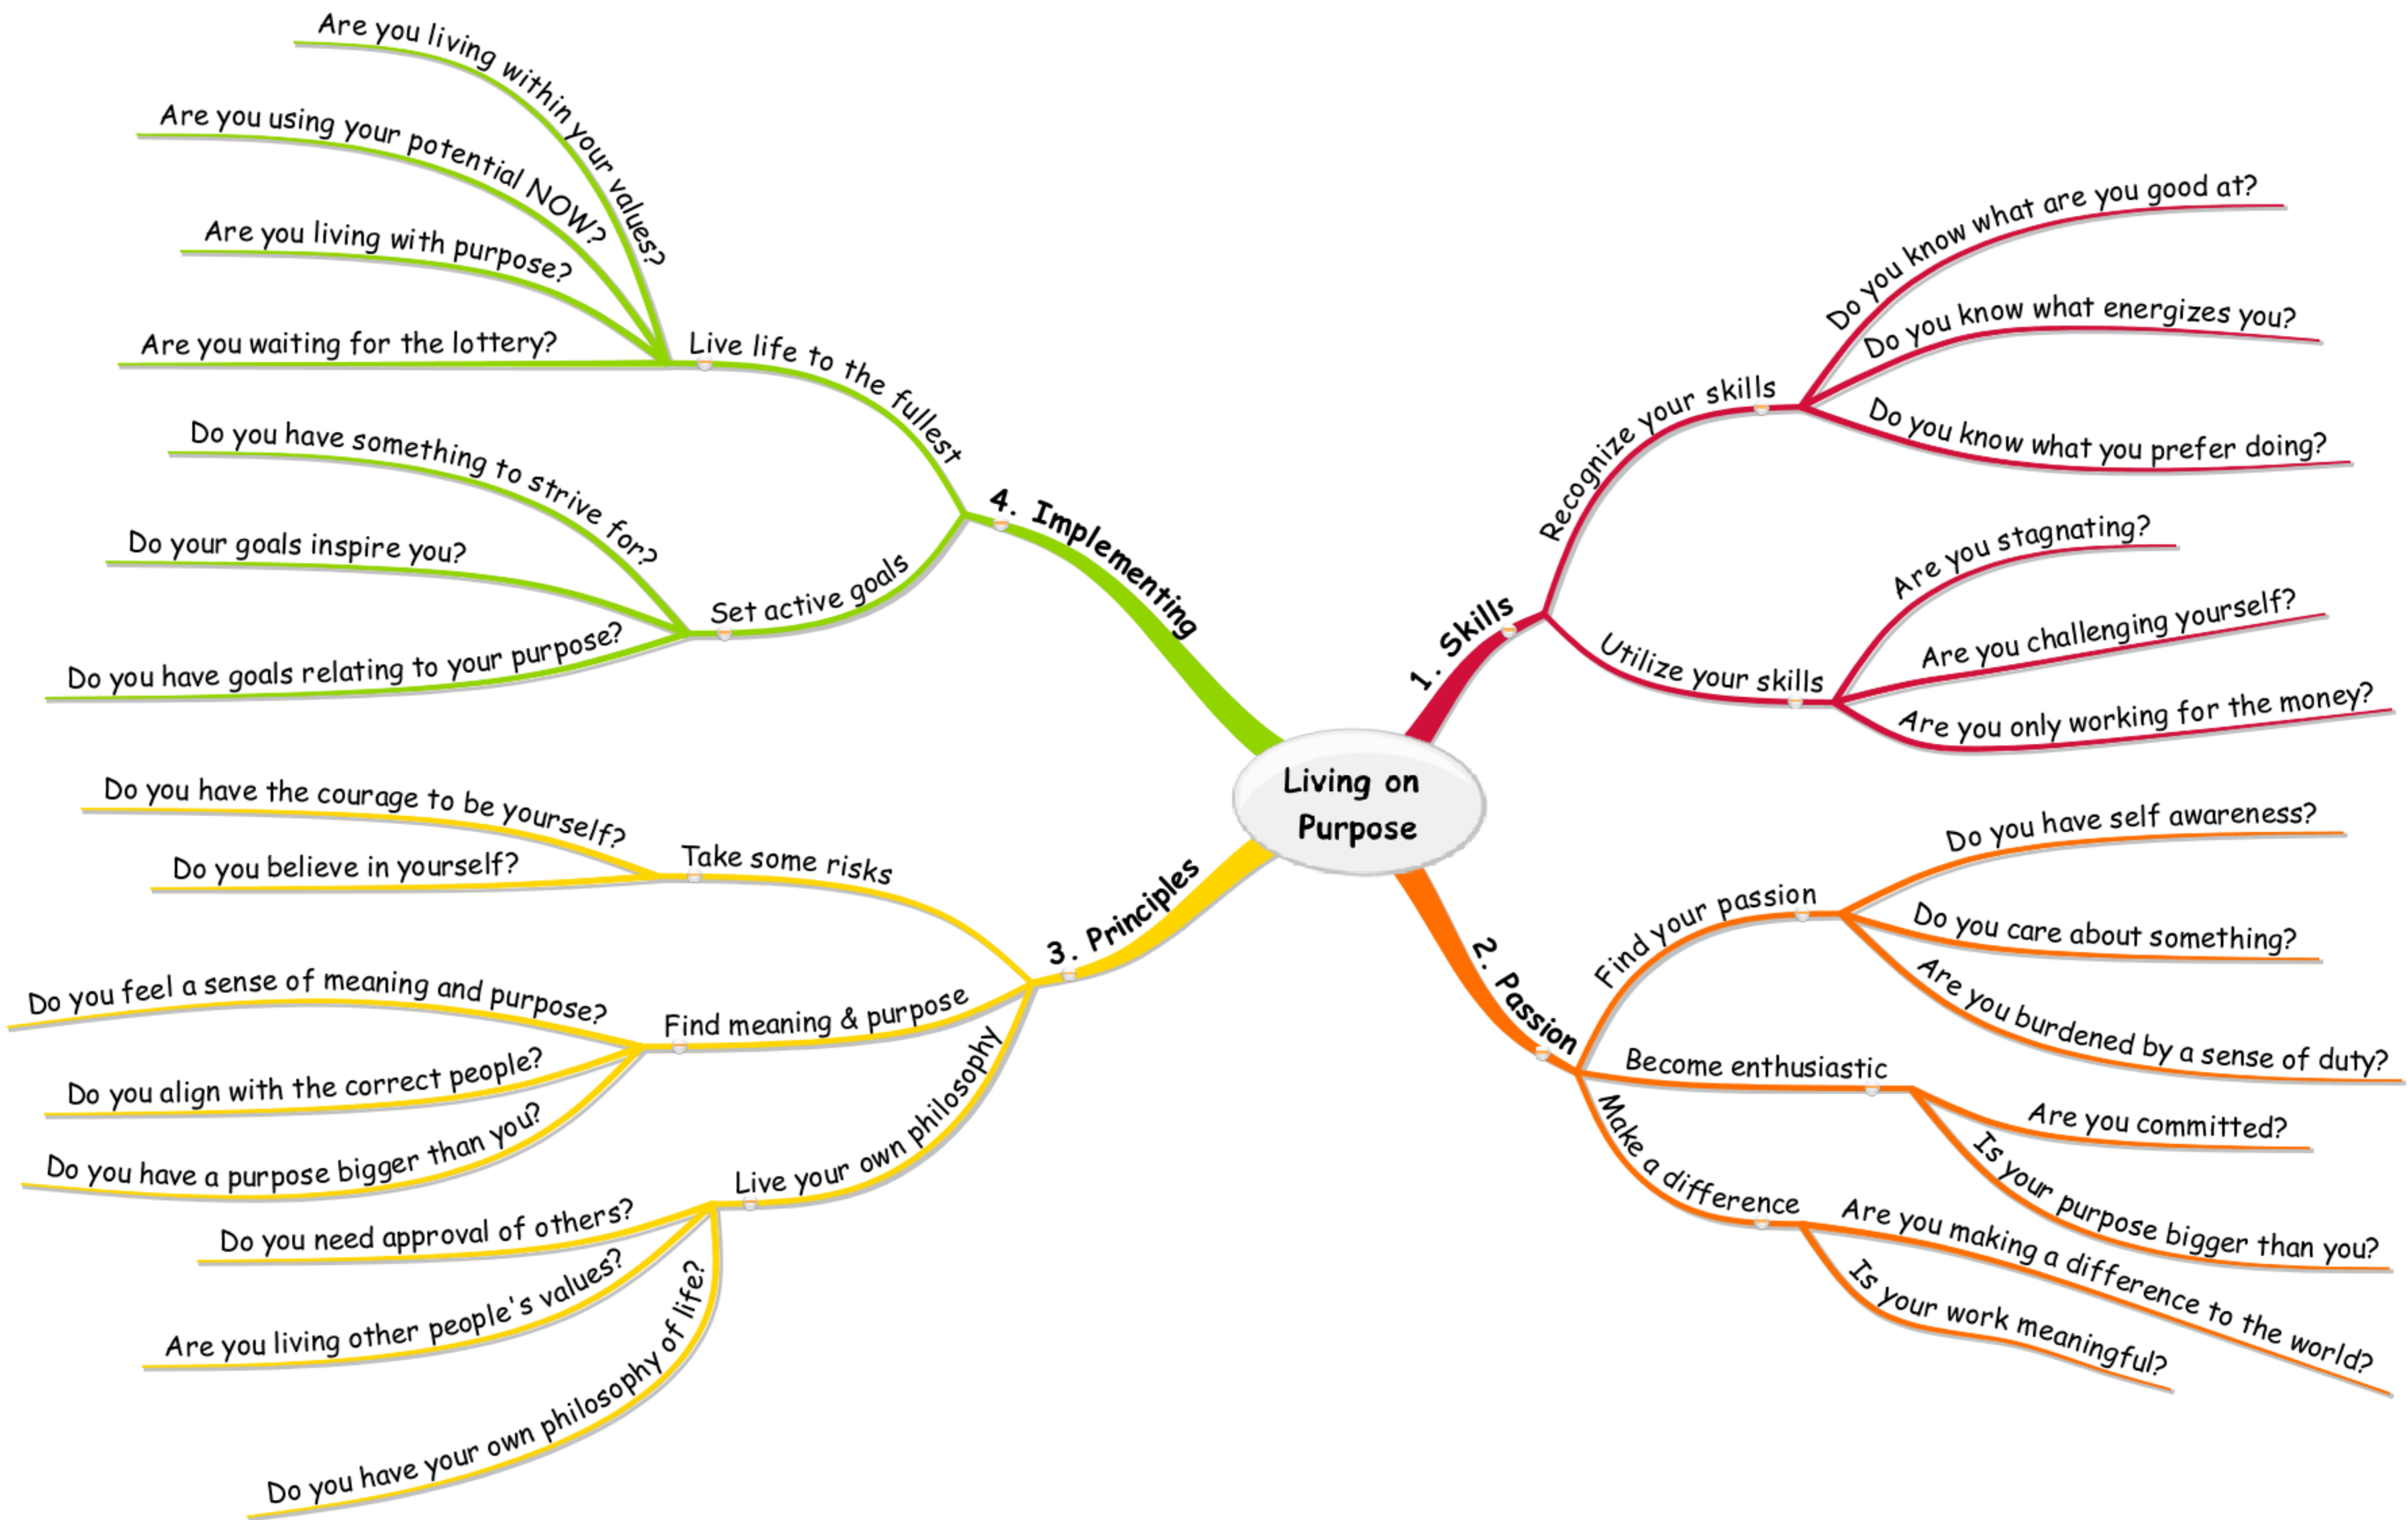 Living on
Purpose
1. Skills
Recognize your skills
Do you know what are you good at?
Do you know what energizes you?
Do you know what you prefer doing?
Utilize your skills
Are you stagnating?
Are you challenging yourself?
Are you only working for the money?
2. Passion
Find your passion
Do you have self awareness?
Do you care about something?
Are you burdened by a sense of duty?
Become enthusiastic
Are you committed?
Is your purpose bigger than you?
Make a difference
Are you making a difference to the world?
Is your work meaningful?
3. Principles
Take some risks
Do you have the courage to be yourself?
Do you believe in yourself?
Find meaning & purpose
Do you feel a sense of meaning and purpose?
Do you align with the correct people?
Do you have a purpose bigger than you?
Live your own philosophy
Do you need approval of others?
Are you living other people's values?
Do you have your own philosophy of life?
4. Implementing
Live life to the fullest
Are you living within your values?
Are you using your potential NOW?
Are you living with purpose?
Are you waiting for the lottery?
Set active goals
Do you have something to strive for?
Do your goals inspire you?
Do you have goals relating to your purpose?